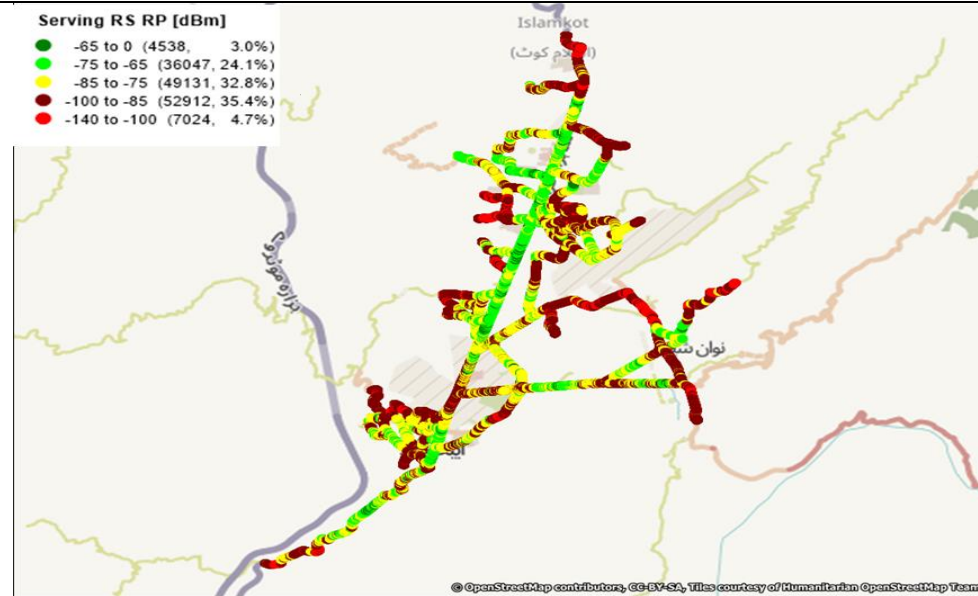 Serving RS RP [dBm]
-65 to 0 (4538, 3.0%)
-75 to -65 (36047, 24.1%)
-85 to -75 (49131, 32.8%)
-100 to -85 (52912, 35.4%)
-140 to -100 (7024, 4.7%)
Islamkot
ہزارہ موٹروے
نوان
© OpenStreetMap contributors, CC-BY-SA, Tiles courtesy of Humanitarian OpenStreetMap Team